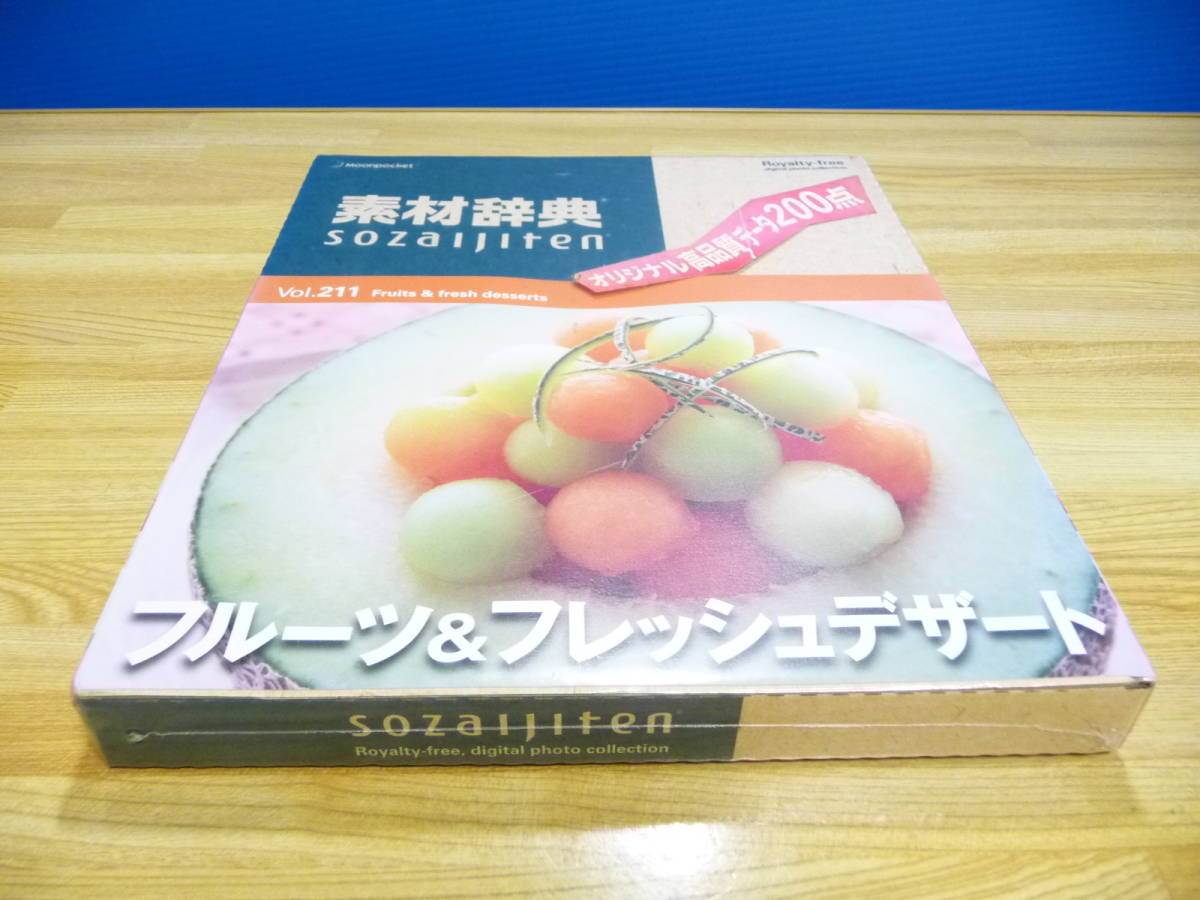 Moonpocket
Royalty-free
digital photo collection
素材辞典
sozaijiten
オリジナル高品質データ200点
Vol.211 Fruits & fresh desserts
フルーツ&フレッシュデザート
sozaijiten
Royalty-free, digital photo collection